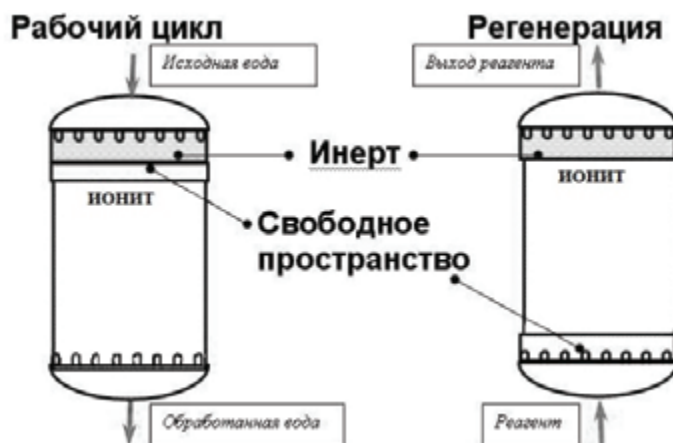 Рабочий цикл
Регенерация
Исходная вода
Выход реагента
Инерт
ионит
ионит
Свободное
пространство
Обработанная вода
Реагент